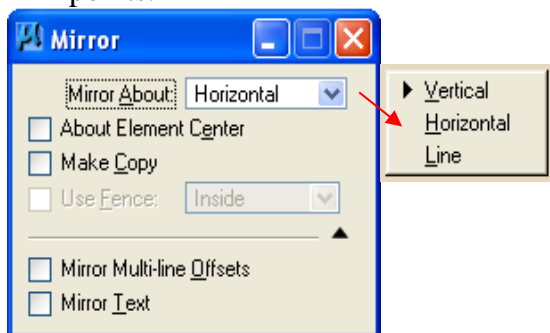 points.
Mirror
Mirror About: Horizontal
About Element Center
Make Copy
Use Fence: Inside
Mirror Multi-line Offsets
Mirror Text
Vertical
Horizontal
Line